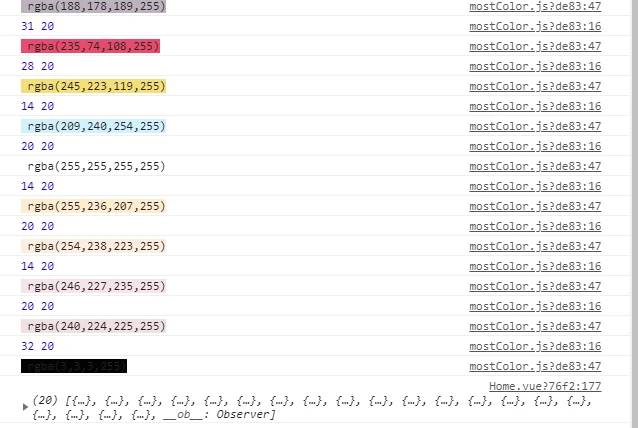 rgba(188,178,189,255) mostColor.js?de83:47
31 20 mostColor.js?de83:16
rgba(235,74,108,255) mostColor.js?de83:47
28 20 mostColor.js?de83:16
rgba(245,223,119,255) mostColor.js?de83:47
14 20 mostColor.js?de83:16
rgba(209,240,254,255) mostColor.js?de83:47
20 20 mostColor.js?de83:16
rgba(255,255,255,255) mostColor.js?de83:47
14 20 mostColor.js?de83:16
rgba(255,236,207,255) mostColor.js?de83:47
20 20 mostColor.js?de83:16
rgba(254,238,223,255) mostColor.js?de83:47
14 20 mostColor.js?de83:16
rgba(246,227,235,255) mostColor.js?de83:47
20 20 mostColor.js?de83:16
rgba(240,224,225,255) mostColor.js?de83:47
32 20 mostColor.js?de83:16
rgba(3,3,3,255) mostColor.js?de83:47
Home.vue?76f2:177
(20) [{…}, {…}, {…}, {…}, {…}, {…}, {…}, {…}, {…}, {…}, {…}, {…}, {…}, {…}, {…}, {…},
{…}, {…}, {…}, {…}, __ob__: Observer]